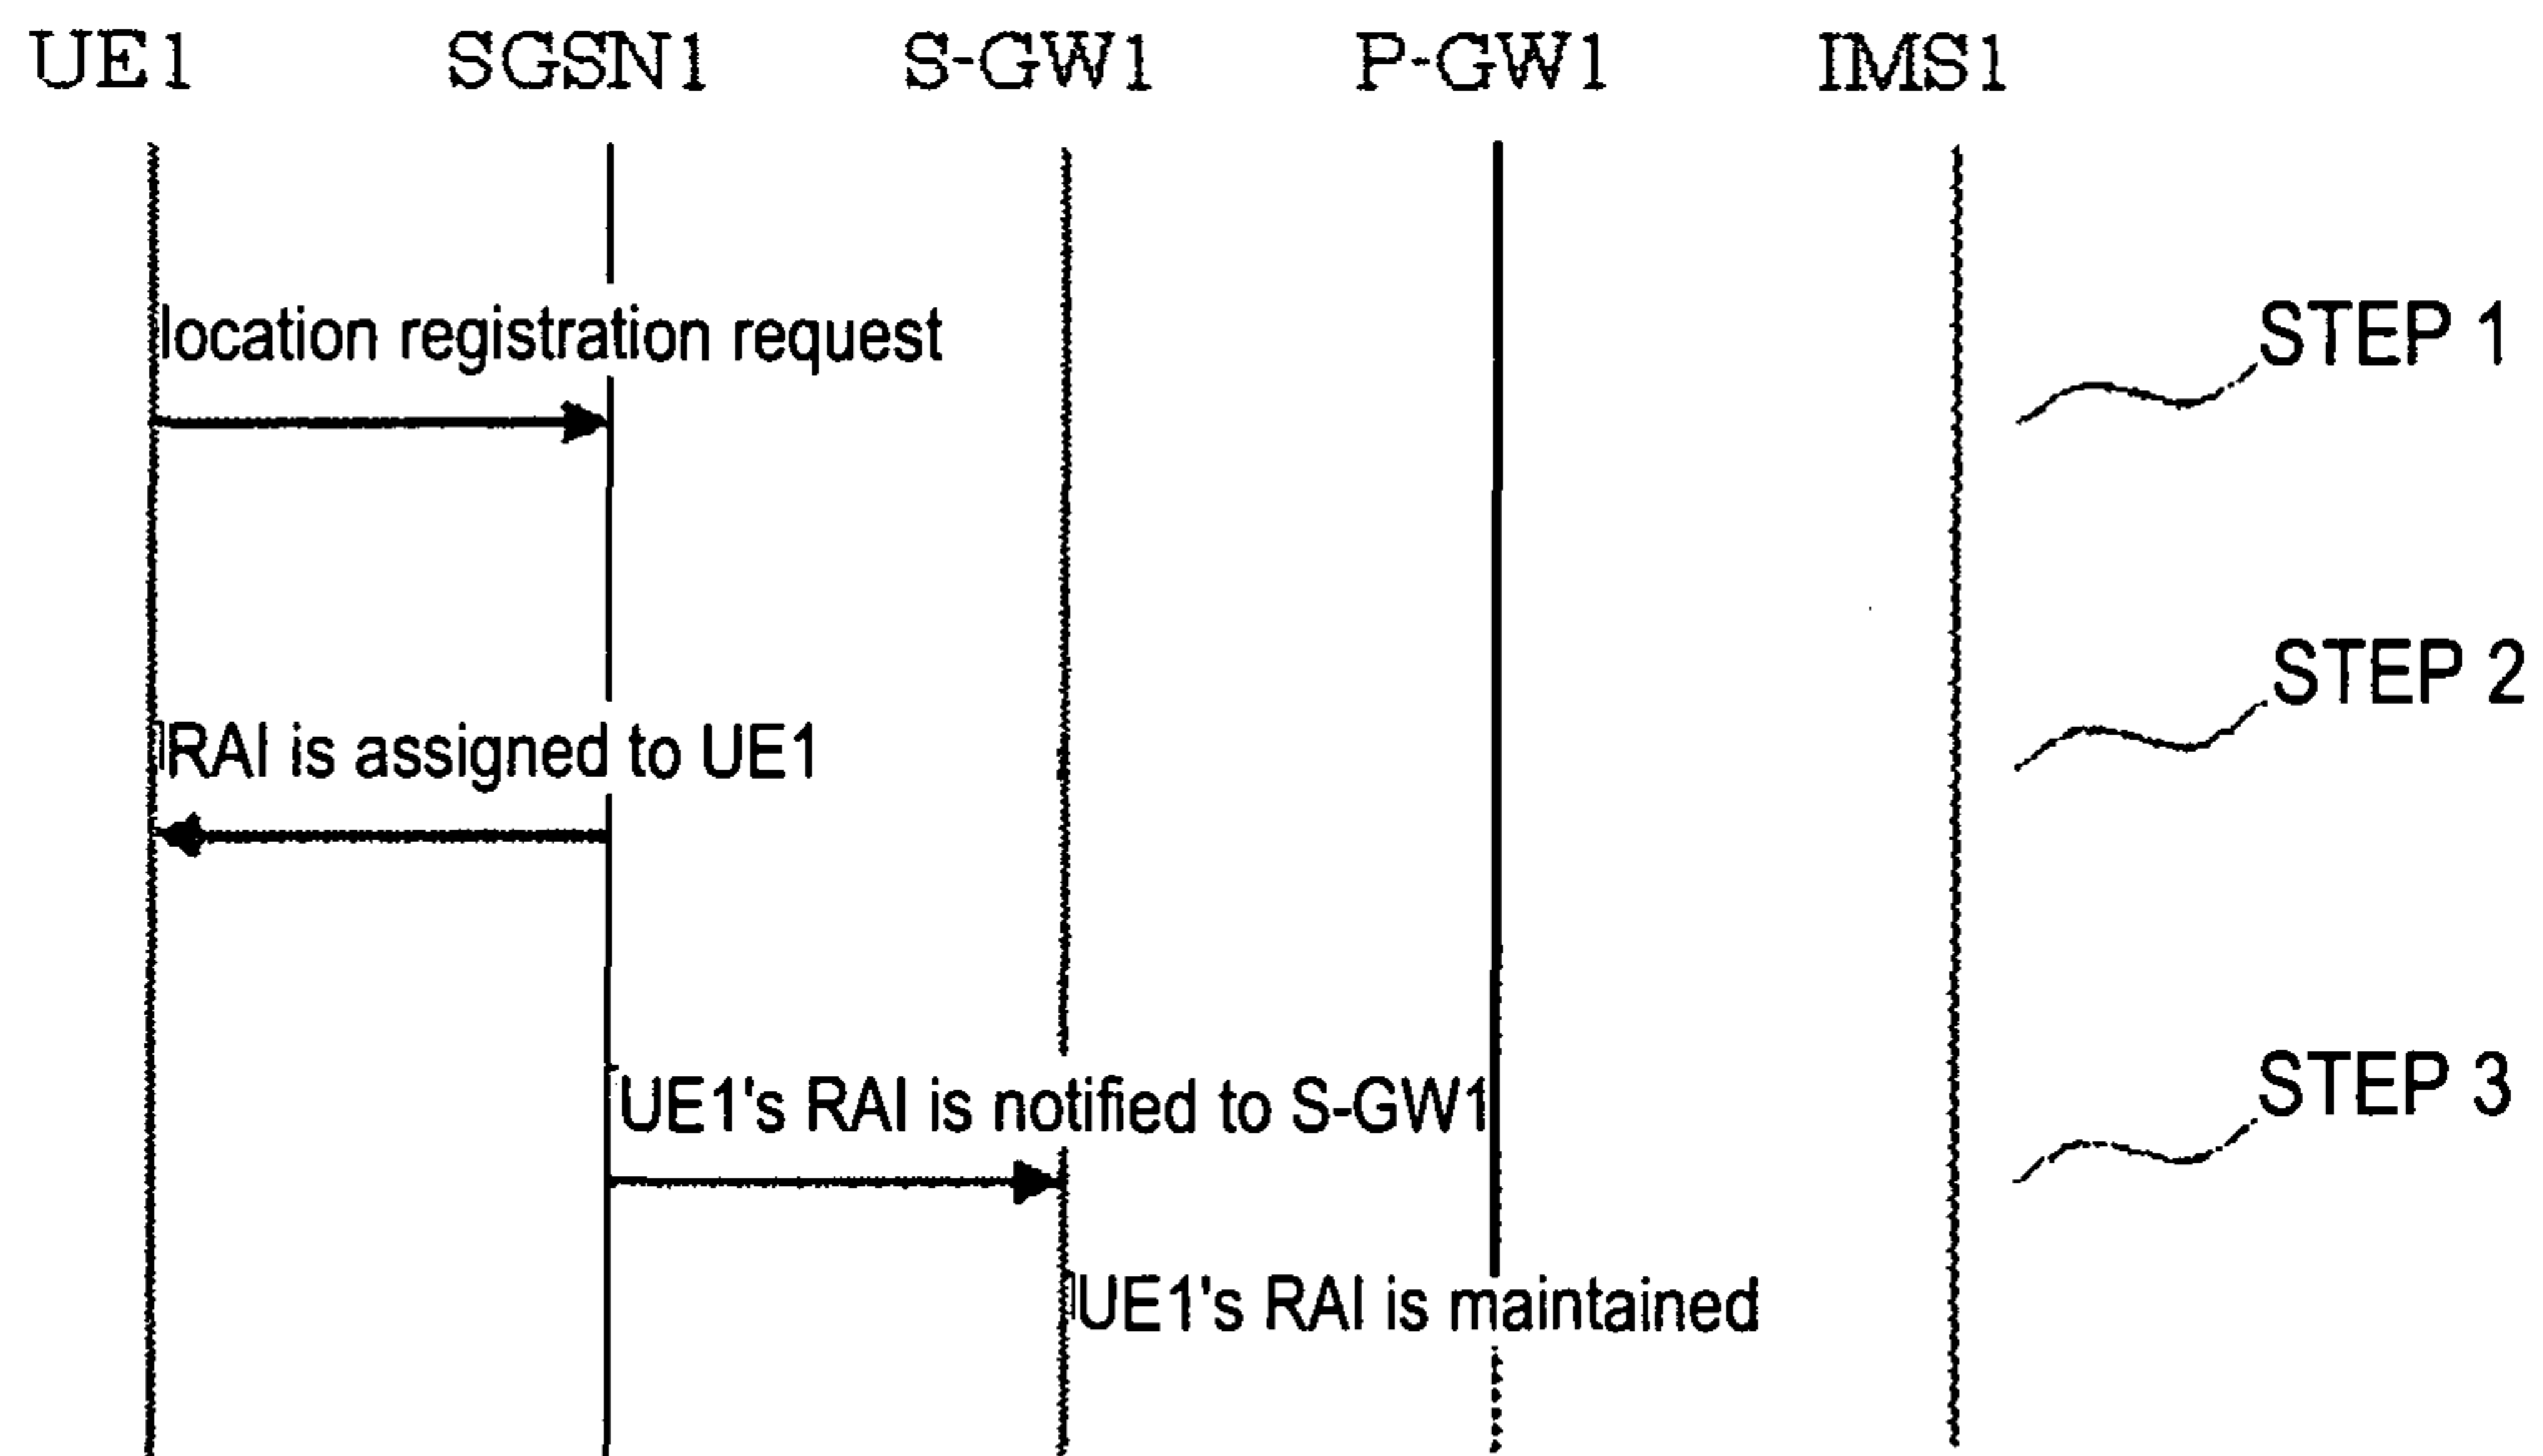 UE1 SGSN1 S-GW1 P-GW1 IMS1
location registration request
STEP 1
RAI is assigned to UE1
STEP 2
UE1's RAI is notified to S-GW1
STEP 3
UE1's RAI is maintained